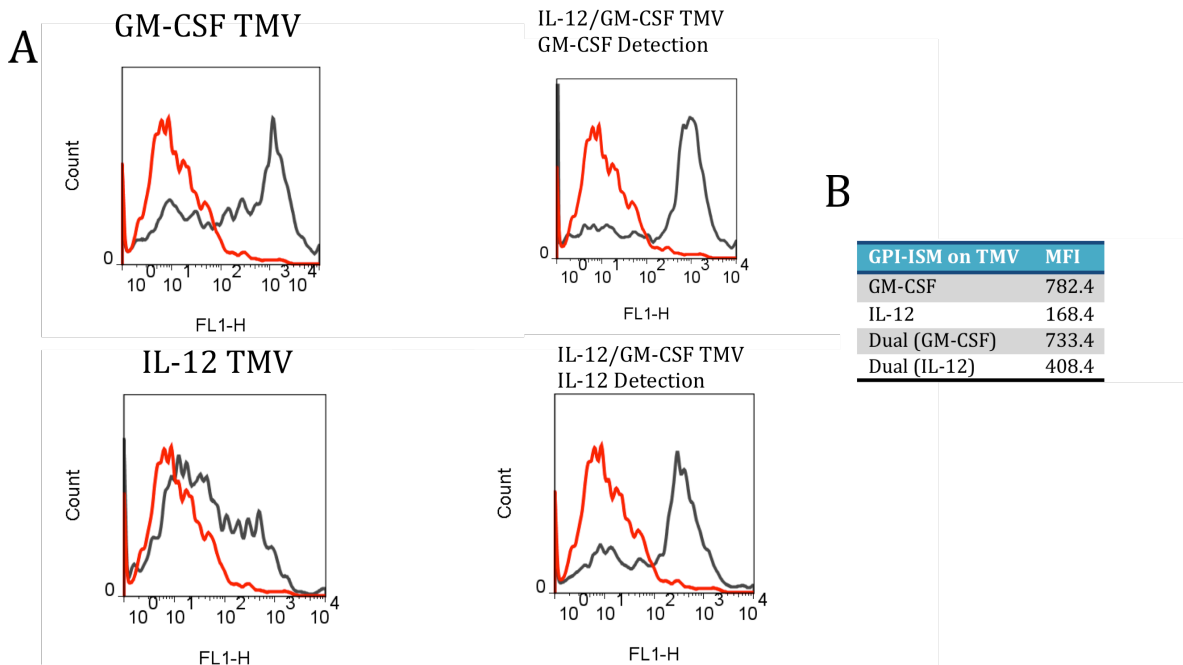 A
GM-CSF TMV
Count
0
10 0 10 1 10 2 10 3 10 4
FL1-H
IL-12/GM-CSF TMV
GM-CSF Detection
Count
0
10 0 10 1 10 2 10 3 10 4
FL1-H
IL-12 TMV
Count
0
10 0 10 1 10 2 10 3 10 4
FL1-H
IL-12/GM-CSF TMV
IL-12 Detection
Count
0
10 0 10 1 10 2 10 3 10 4
FL1-H
B
GPI-ISM on TMV MFI
GM-CSF 782.4
IL-12 168.4
Dual (GM-CSF) 733.4
Dual (IL-12) 408.4